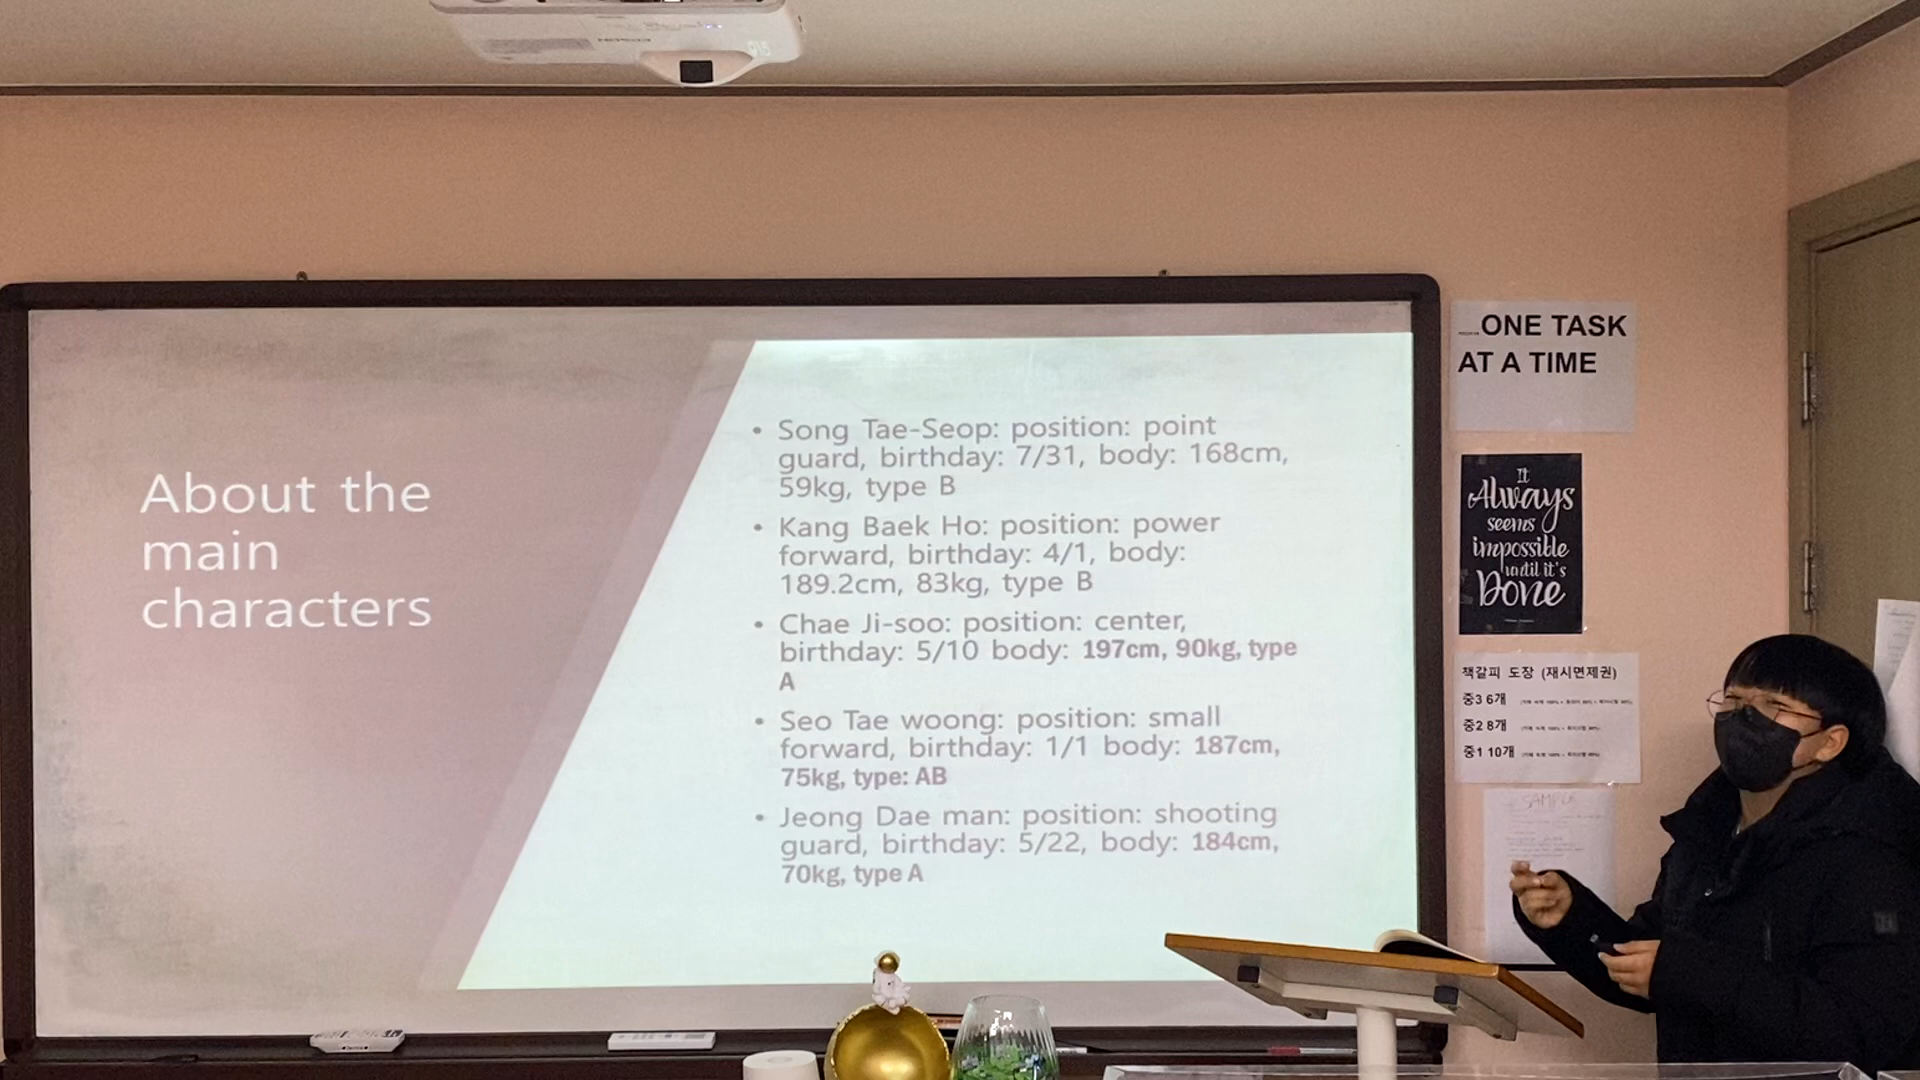 About the
main
characters
• Song Tae-Seop: position: point
guard, birthday: 7/31, body: 168cm,
59kg, type B
• Kang Baek Ho: position: power
forward, birthday: 4/1, body:
189.2cm, 83kg, type B
• Chae Ji-soo: position: center,
birthday: 5/10 body: 197cm, 90kg, type
A
• Seo Tae woong: position: small
forward, birthday: 1/1 body: 187cm,
75kg, type: AB
• Jeong Dae man: position: shooting
guard, birthday: 5/22, body: 184cm,
70kg, type A
ONE TASK
AT A TIME
It
Always
seems
impossible
until it's
Done
책갈피 도장 (재시면제권)
중3 6개
중2 8개
중1 10개
SAMPLE